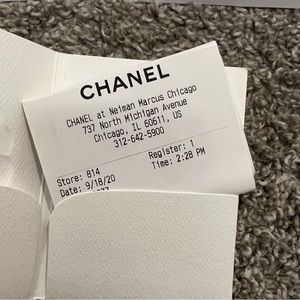 CHANEL
CHANEL at Neiman Marcus Chicago
737 North Michigan Avenue
Chicago, IL 60611, US
312-642-5900
Register: 1
Store: 814
Time: 2:28 PM
Date: 9/18/20